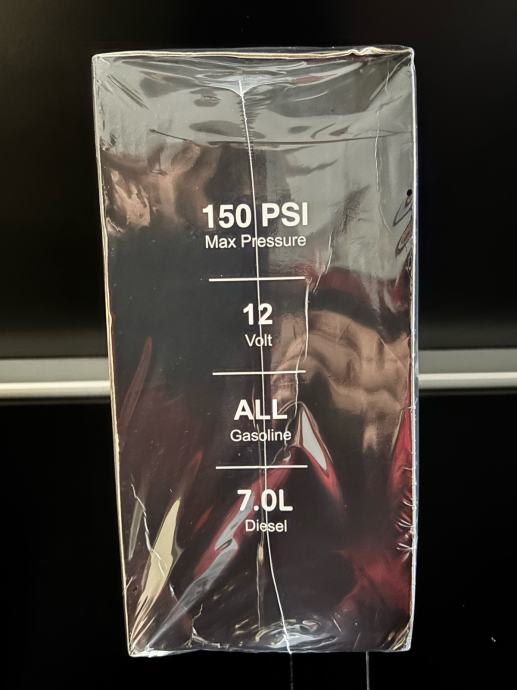 150 PSI
Max Pressure
12
Volt
ALL
Gasoline
7.0L
Diesel